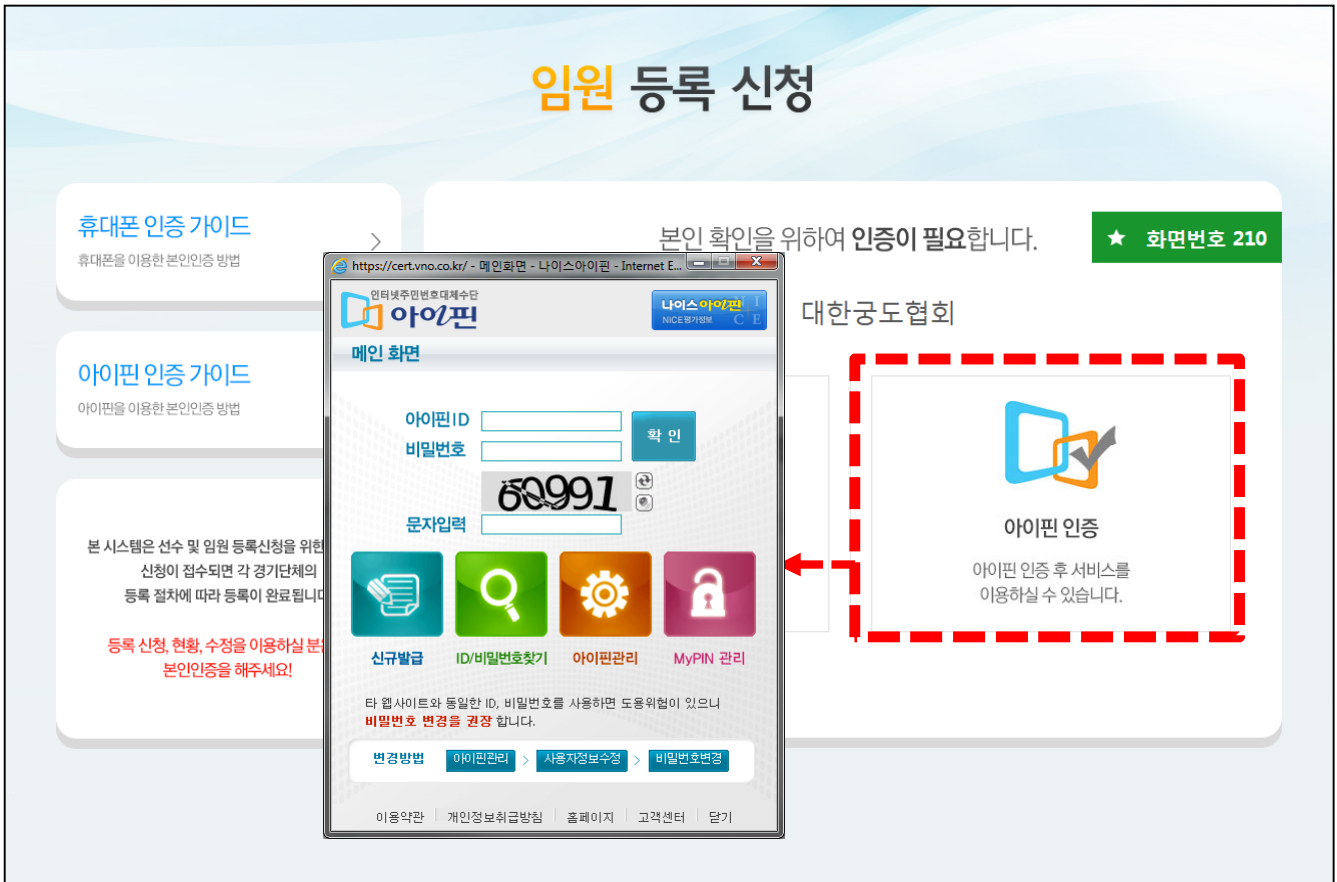 임원 등록 신청
휴대폰 인증 가이드
휴대폰을 이용한 본인인증 방법
아이핀 인증 가이드
아이핀을 이용한 본인인증 방법
본 시스템은 선수 및 임원 등록신청을 위한
신청이 접수되면 각 경기단체의
등록 절차에 따라 등록이 완료됩니다
등록 신청, 현황, 수정을 이용하실 분
본인인증을 해주세요!
본인 확인을 위하여 인증이 필요합니다.
★ 화면번호 210
대한궁도협회
아이핀 인증
아이핀 인증 후 서비스를
이용하실 수 있습니다.
https://cert.vno.co.kr/ - 메인화면 - 나이스아이핀 - Internet E...
인터넷주민번호대체수단
아이핀
나이스아이핀
NICE평가정보
NICE
메인 화면
아이핀ID
비밀번호
확 인
60991
문자입력
신규발급
ID/비밀번호찾기
아이핀관리
MyPIN 관리
타 웹사이트와 동일한 ID, 비밀번호를 사용하면 도용위험이 있으니
비밀번호 변경을 권장 합니다.
변경방법 아이핀관리 > 사용자정보수정 > 비밀번호변경
이용약관 개인정보취급방침 홈페이지 고객센터 닫기